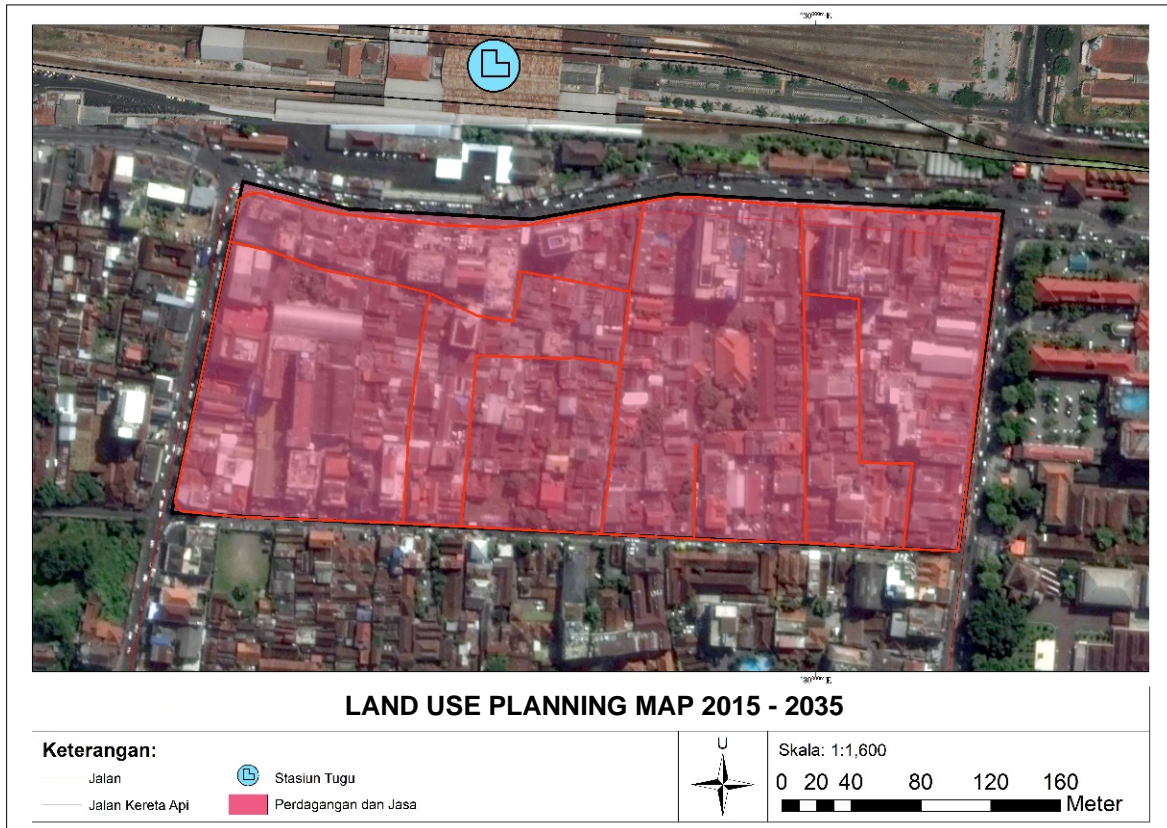 LAND USE PLANNING MAP 2015 - 2035
Keterangan:
Jalan
Jalan Kereta Api
Stasiun Tugu
Perdagangan dan Jasa
U
Skala: 1:1,600
0 20 40 80 120 160
Meter